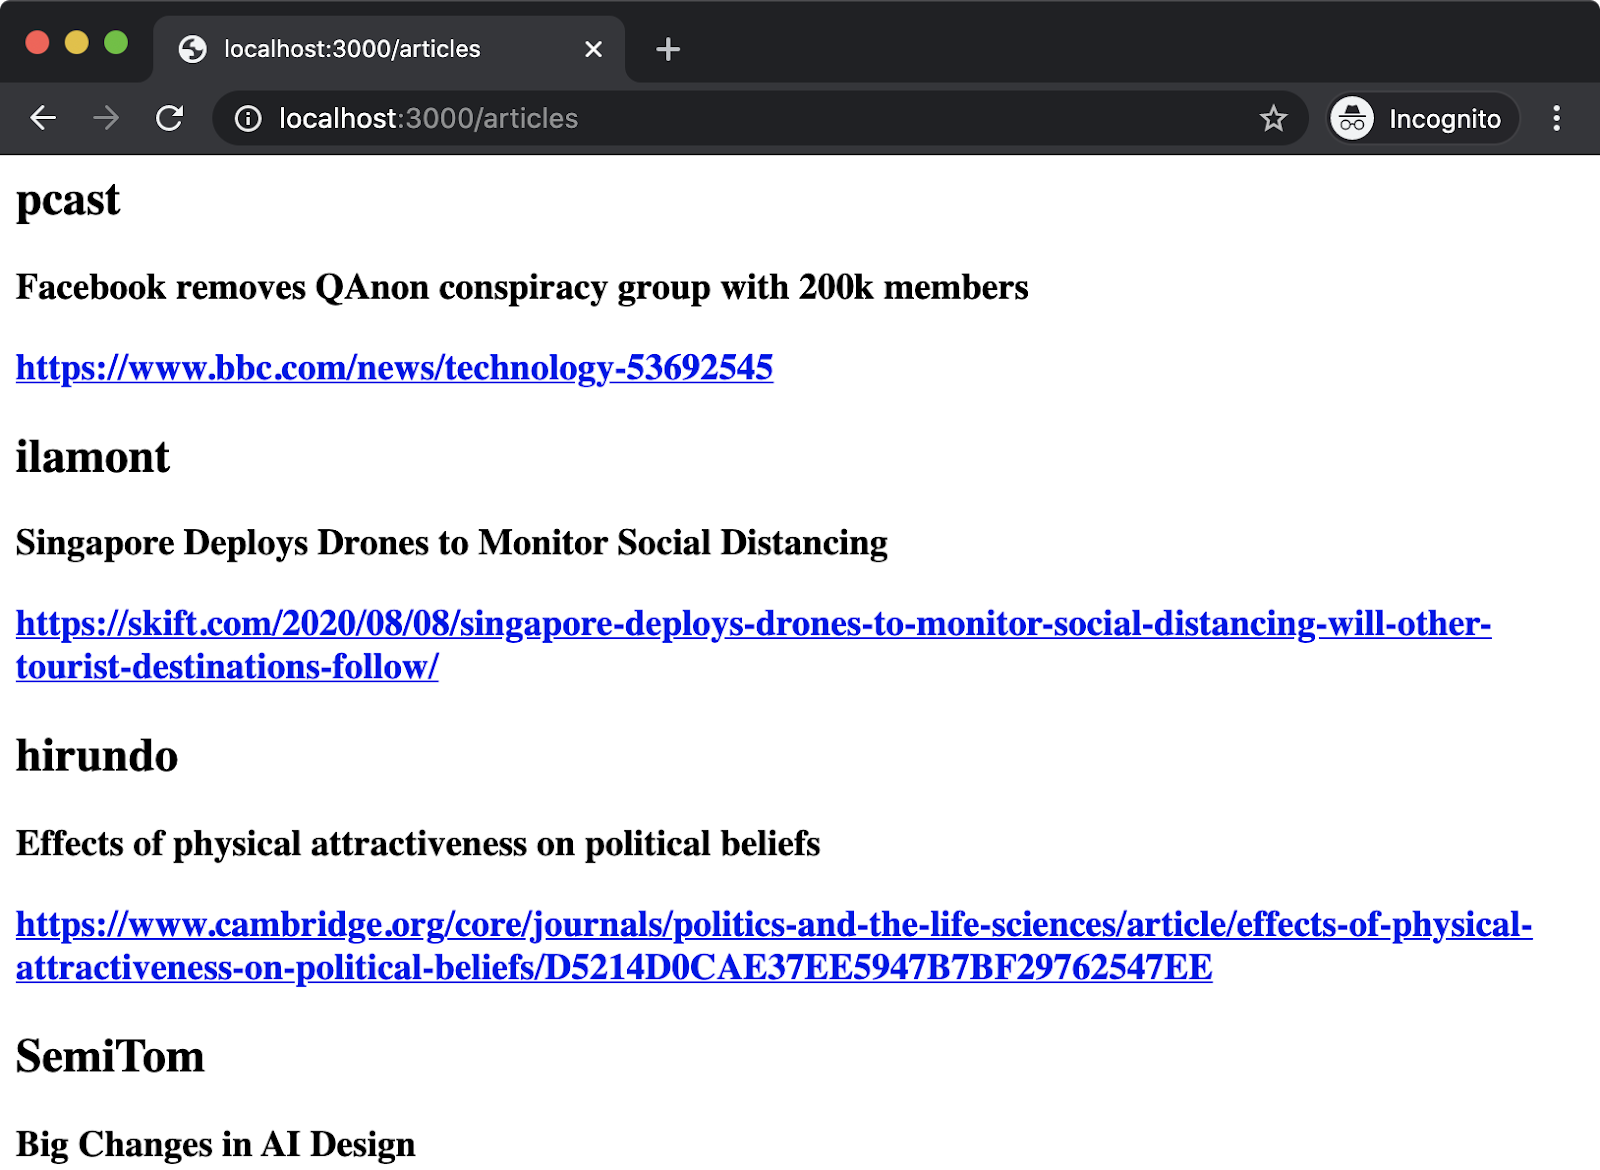 localhost:3000/articles
localhost:3000/articles
Incognito
pcast
Facebook removes QAnon conspiracy group with 200k members
https://www.bbc.com/news/technology-53692545
ilamont
Singapore Deploys Drones to Monitor Social Distancing
https://skift.com/2020/08/08/singapore-deploys-drones-to-monitor-social-distancing-will-other-
tourist-destinations-follow/
hirundo
Effects of physical attractiveness on political beliefs
https://www.cambridge.org/core/journals/politics-and-the-life-sciences/article/effects-of-physical-
attractiveness-on-political-beliefs/D5214D0CAE37EE5947B7BF29762547EE
SemiTom
Big Changes in AI Design